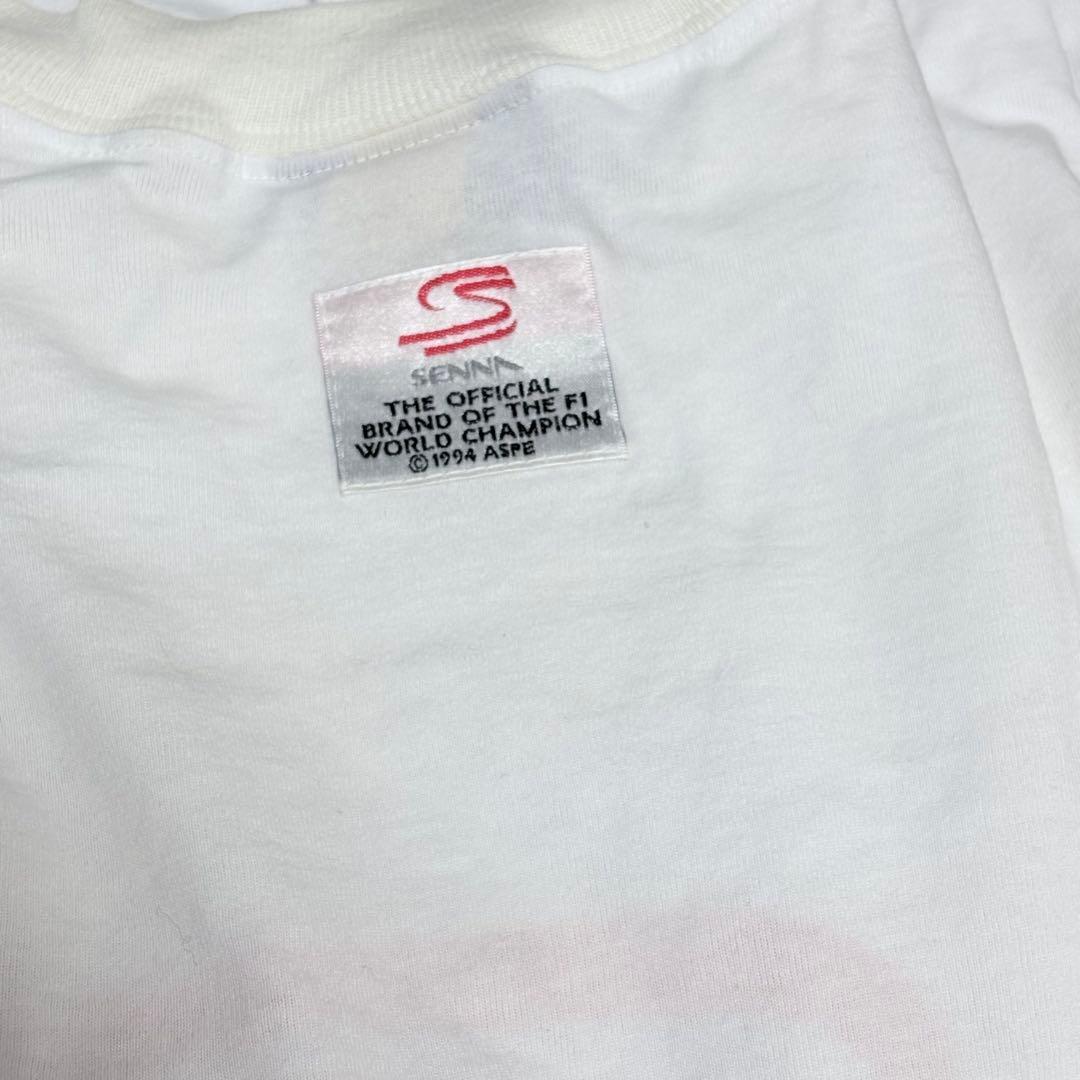 SENNA
THE OFFICIAL
BRAND OF THE F1
WORLD CHAMPION
©1994 ASPE